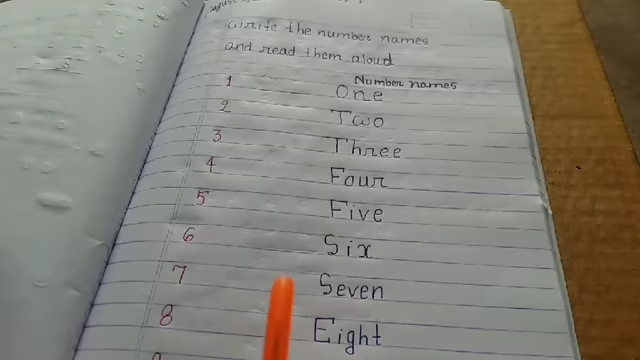 Write the number names
and read them aloud
Number names
1 One
2 Two
3 Three
4 Four
5 Five
6 Six
7 Seven
8 Eight